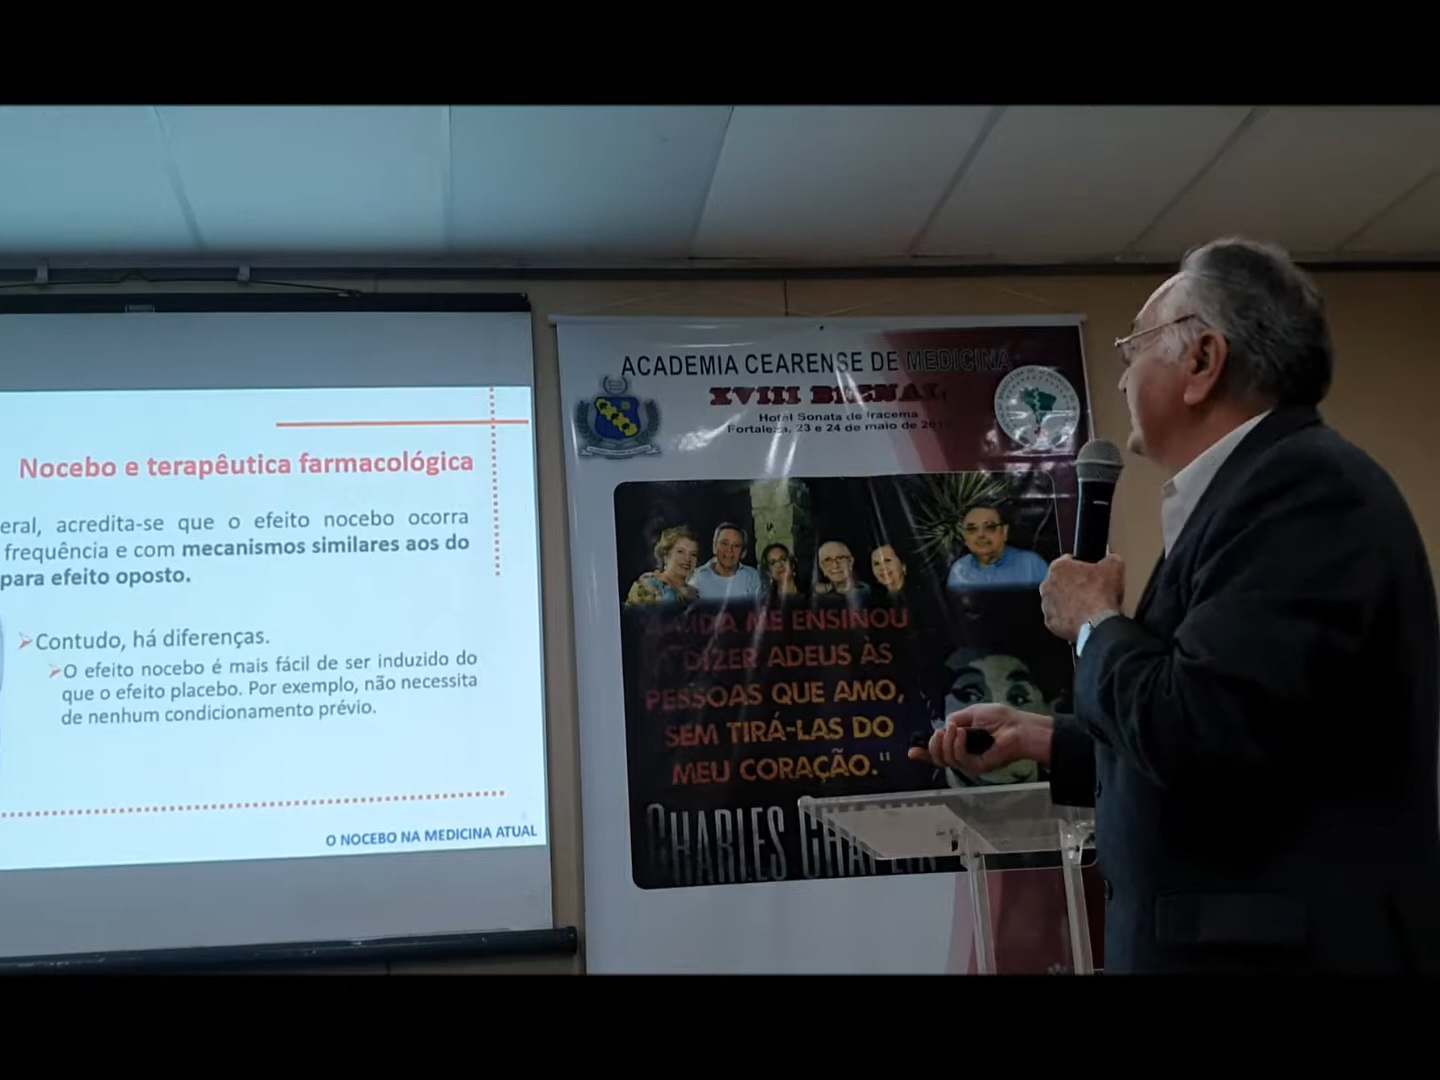 Nocebo e terapêutica farmacológica
eral, acredita-se que o efeito nocebo ocorra
frequência e com mecanismos similares aos do
para efeito oposto.
Contudo, há diferenças.
O efeito nocebo é mais fácil de ser induzido do
que o efeito placebo. Por exemplo, não necessita
de nenhum condicionamento prévio.
O NOCEBO NA MEDICINA ATUAL
ACADEMIA CEARENSE DE MEDICINA
XVIII BIENAL
Hotel Sonata de Iracema
Fortaleza, 23 e 24 de maio de
VIDA ME ENSINOU
DIZER ADEUS ÀS
PESSOAS QUE AMO,
SEM TIRÁ-LAS DO
MEU CORAÇÃO."
CHARLES CHAPLIN